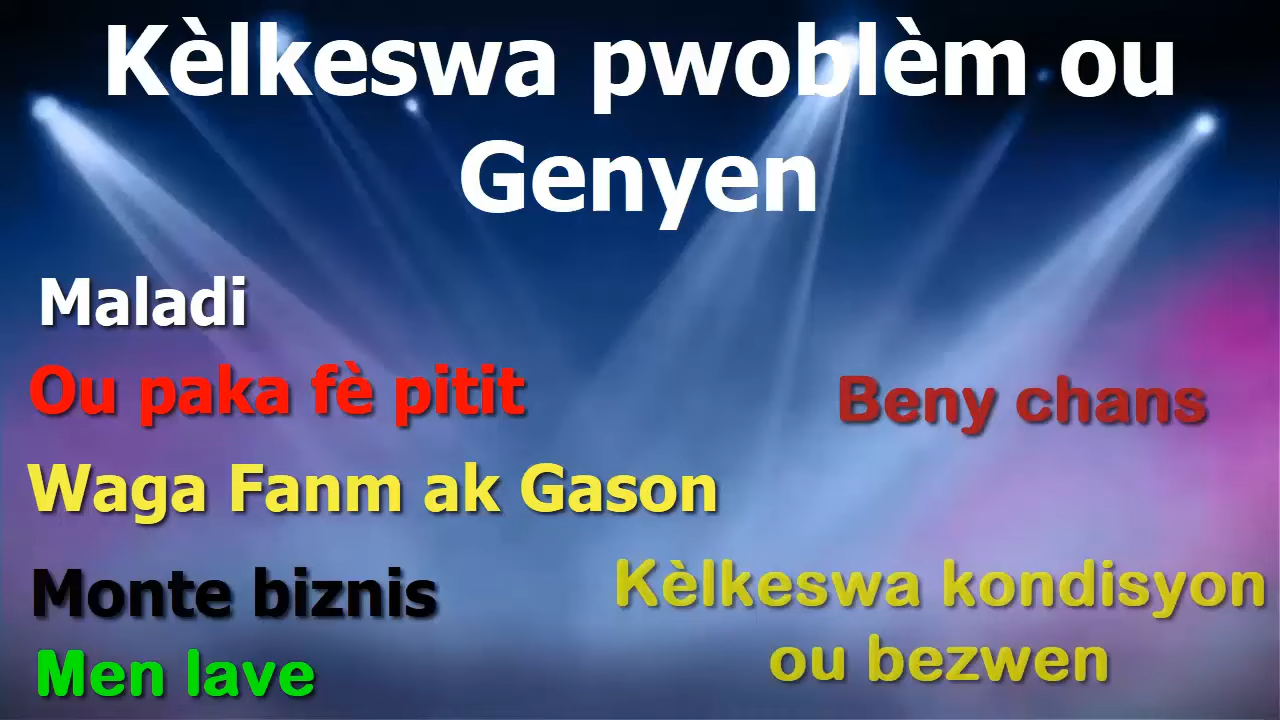 Kèlkeswa pwoblèm ou
Genyen
Maladi
Ou paka fè pitit
Beny chans
Waga Fanm ak Gason
Monte biznis
Kèlkeswa kondisyon
ou bezwen
Men lave